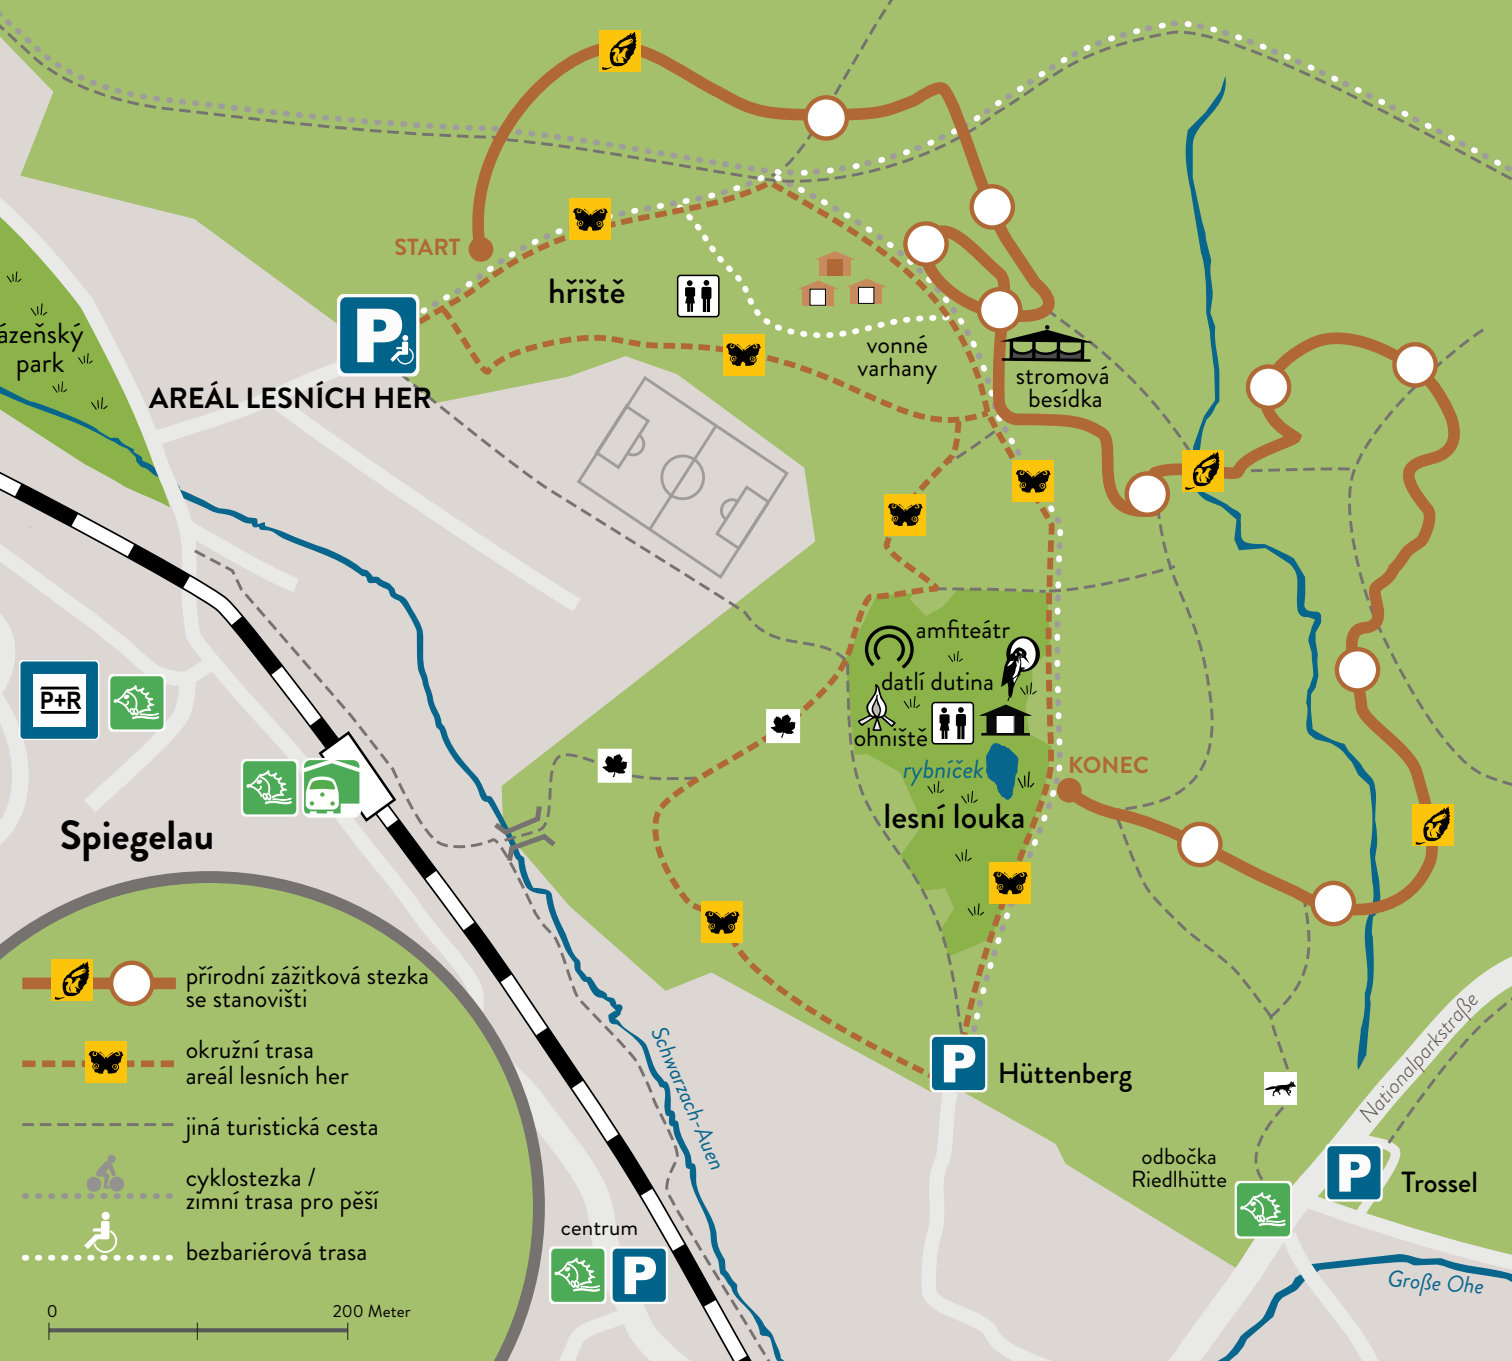 START
hřiště
ázeňský
park
P
AREÁL LESNÍCH HER
vonné
varhany
stromová
besídka
amfiteátr
datlí dutina
ohniště
rybníček
lesní louka
KONEC
P+R
Spiegelau
přírodní zážitková stezka
se stanovišti
okružní trasa
areál lesních her
jiná turistická cesta
cyklostezka /
zimní trasa pro pěší
bezbariérová trasa
0
200 Meter
Schwarzach-Auen
centrum
P
P
Hüttenberg
Nationalparkstraße
odbočka
Riedlhütte
P
Trossel
Große Ohe